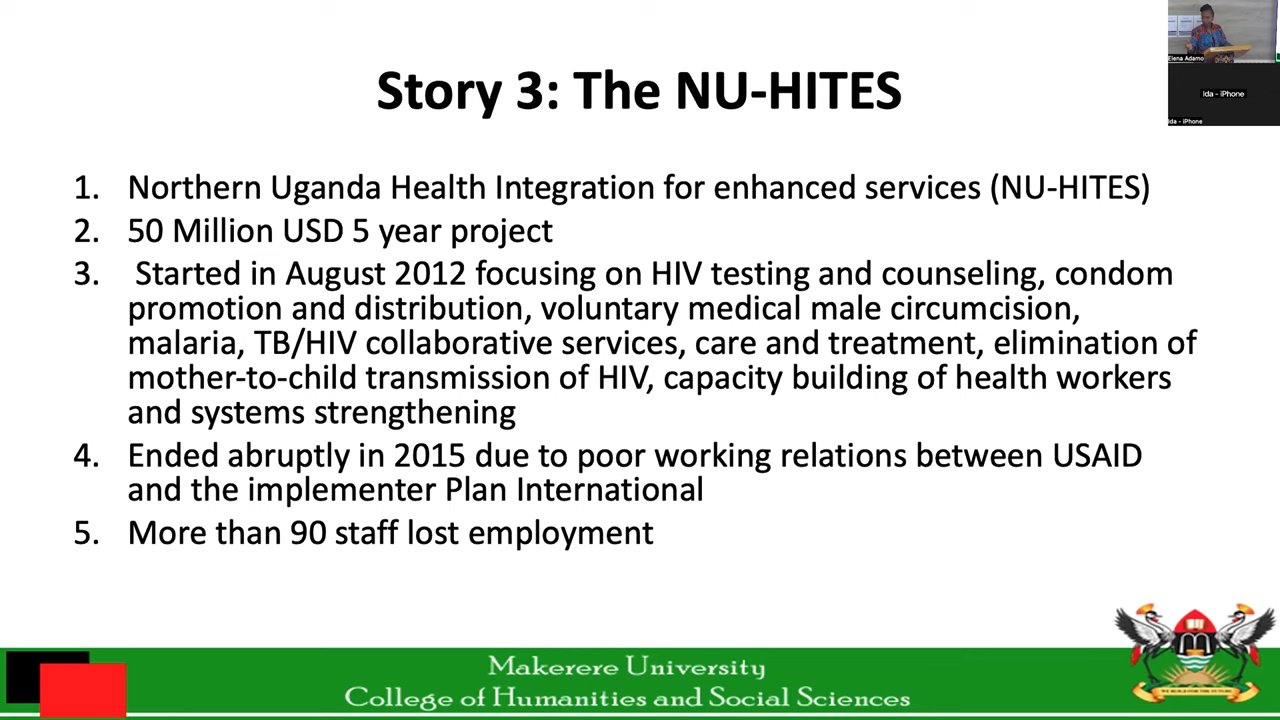 Story 3: The NU-HITES
Elena Adamo
Ida - iPhone
Ida - iPhone
1. Northern Uganda Health Integration for enhanced services (NU-HITES)
2. 50 Million USD 5 year project
3. Started in August 2012 focusing on HIV testing and counseling, condom
promotion and distribution, voluntary medical male circumcision,
malaria, TB/HIV collaborative services, care and treatment, elimination of
mother-to-child transmission of HIV, capacity building of health workers
and systems strengthening
4. Ended abruptly in 2015 due to poor working relations between USAID
and the implementer Plan International
5. More than 90 staff lost employment
Makerere University
College of Humanities and Social Sciences
WE BUILD FOR THE FUTURE